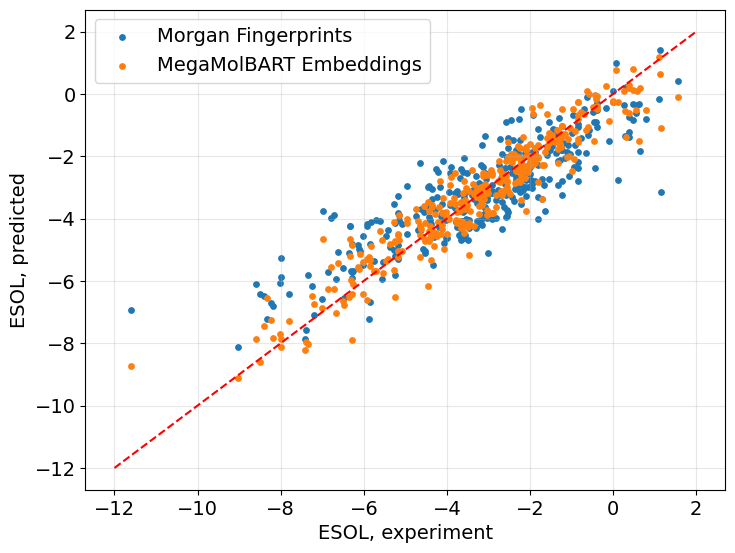 Morgan Fingerprints
MegaMolBART Embeddings
2
0
−2
−4
−6
−8
−10
−12
ESOL, predicted
−12 −10 −8 −6 −4 −2 0 2
ESOL, experiment